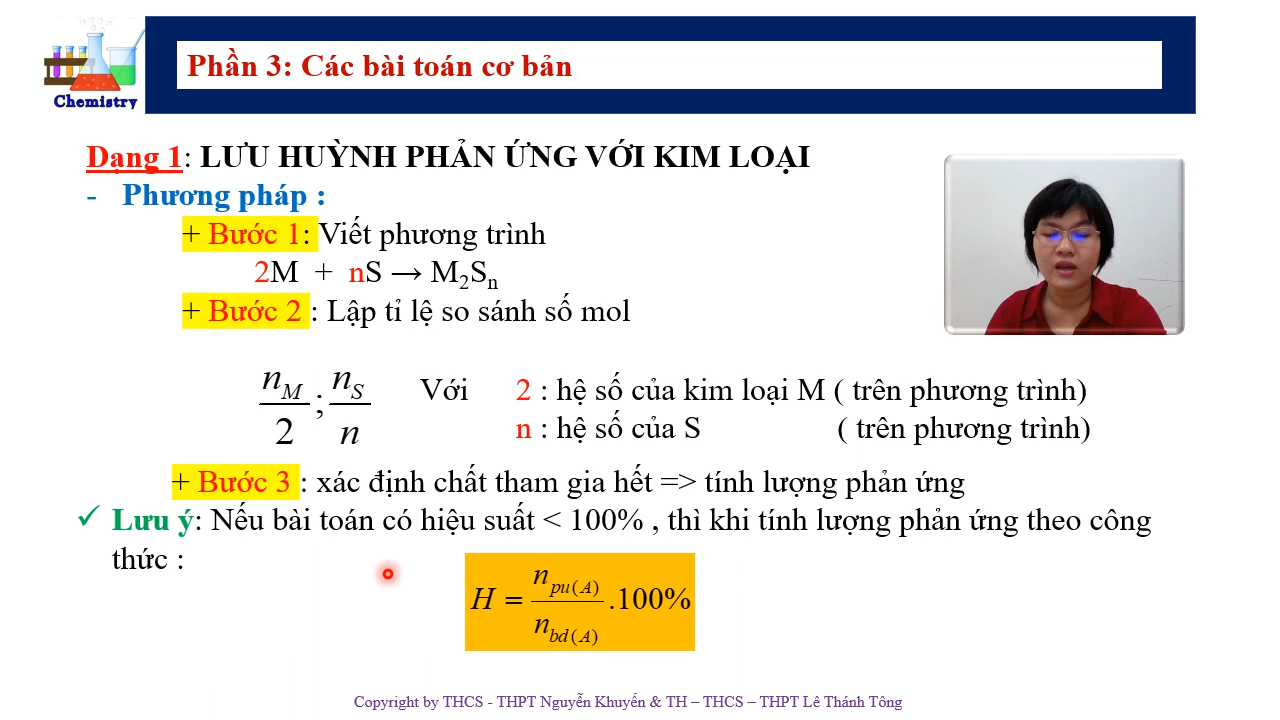 Chemistry
Phần 3: Các bài toán cơ bản
Dạng 1: LƯU HUỲNH PHẢN ỨNG VỚI KIM LOẠI
- Phương pháp :
+ Bước 1: Viết phương trình
2M + nS → M₂Sₙ
+ Bước 2 : Lập tỉ lệ so sánh số mol
n_M/2 ; n_S/n Với 2 : hệ số của kim loại M ( trên phương trình)
n : hệ số của S ( trên phương trình)
+ Bước 3 : xác định chất tham gia hết => tính lượng phản ứng
✓ Lưu ý: Nếu bài toán có hiệu suất < 100% , thì khi tính lượng phản ứng theo công
thức :
H = n_pu(A)/n_bd(A) .100%
Copyright by THCS - THPT Nguyễn Khuyến & TH – THCS – THPT Lê Thánh Tông